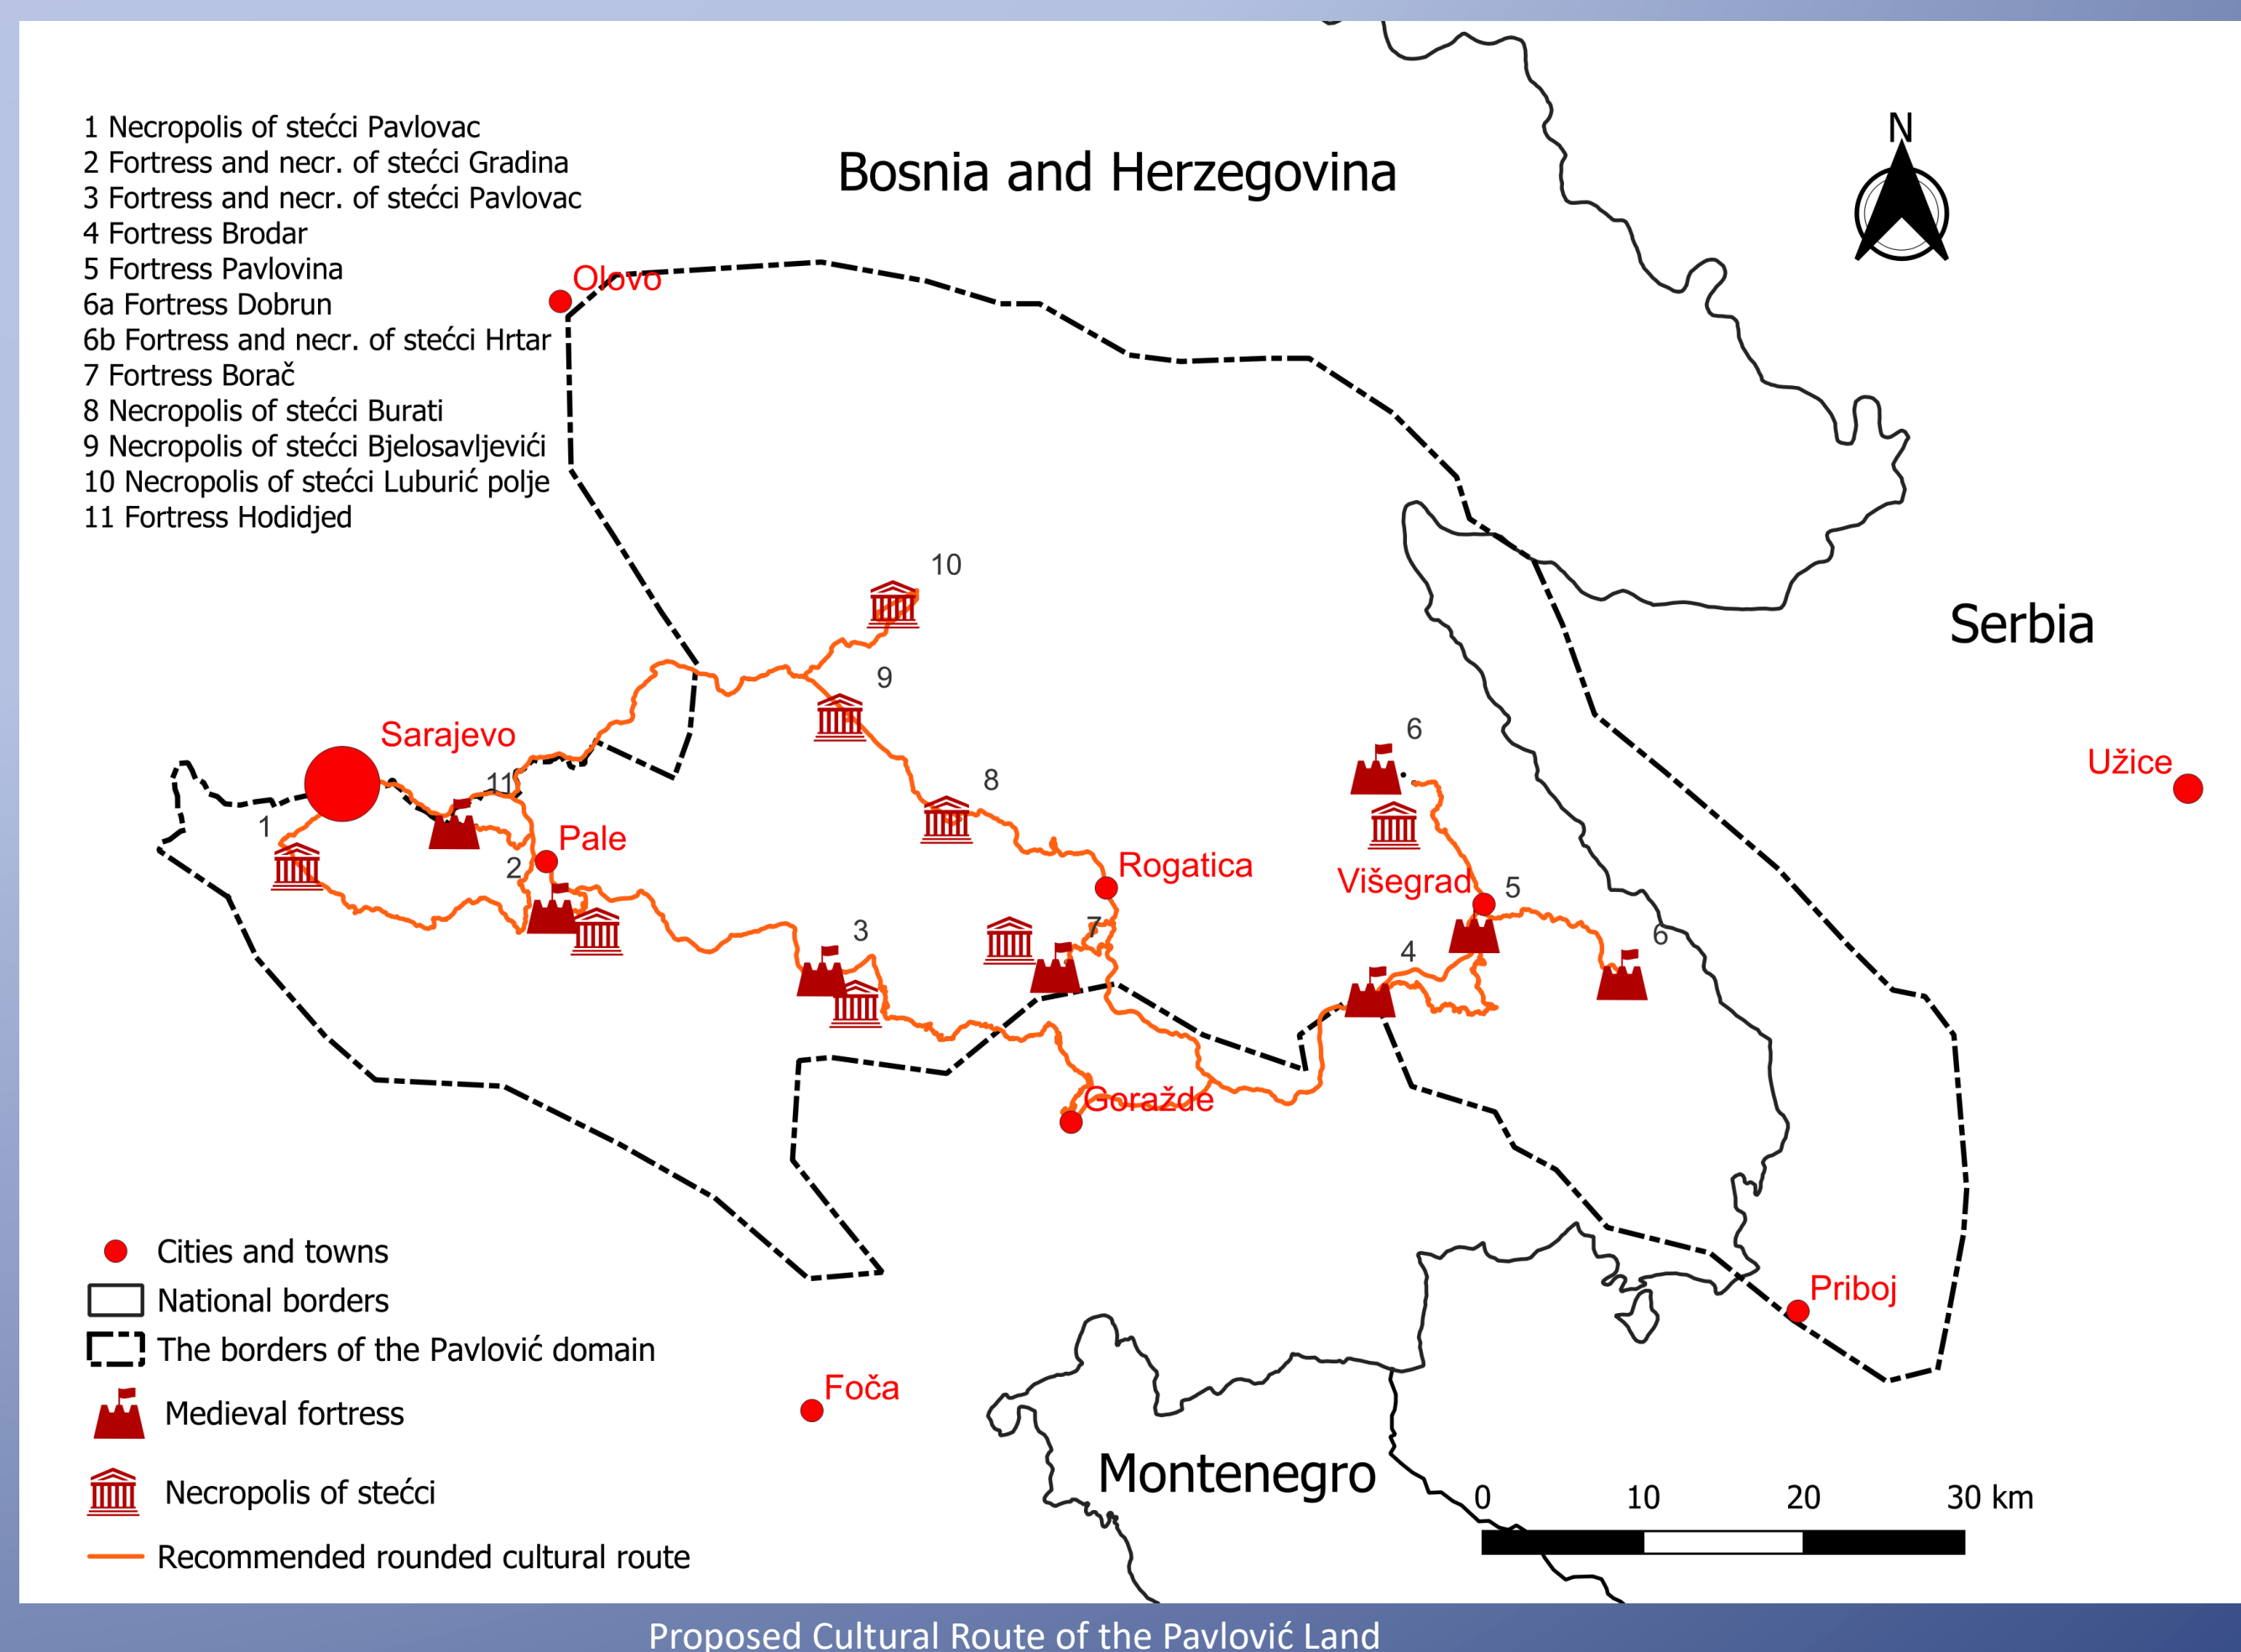 1 Necropolis of stećci Pavlovac
2 Fortress and necr. of stećci Gradina
3 Fortress and necr. of stećci Pavlovac
4 Fortress Brodar
5 Fortress Pavlovina
6a Fortress Dobrun
6b Fortress and necr. of stećci Hrtar
7 Fortress Borač
8 Necropolis of stećci Burati
9 Necropolis of stećci Bjelosavljevići
10 Necropolis of stećci Luburić polje
11 Fortress Hodidjed
Bosnia and Herzegovina
N
Olovo
10
Serbia
9
Sarajevo
6
Užice
11
8
1
Pale
2
Rogatica
Višegrad
5
3
7
4
6
Goražde
Priboj
Foča
Montenegro
Cities and towns
National borders
The borders of the Pavlović domain
Medieval fortress
Necropolis of stećci
Recommended rounded cultural route
0 10 20 30 km
Proposed Cultural Route of the Pavlović Land